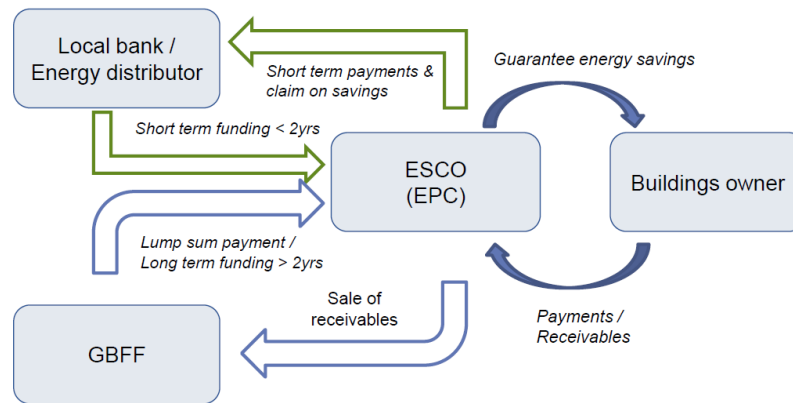 Local bank /
Energy distributor
Short term payments &
claim on savings
Guarantee energy savings
Short term funding < 2yrs
ESCO
(EPC)
Buildings owner
Lump sum payment /
Long term funding > 2yrs
Sale of
receivables
Payments /
Receivables
GBFF